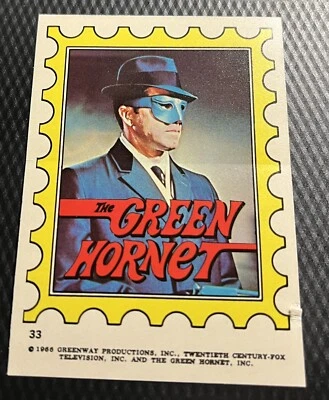 THE GREEN
HORNET
33
© 1966 GREENWAY PRODUCTIONS, INC., TWENTIETH CENTURY-FOX
TELEVISION, INC. AND THE GREEN HORNET, INC.